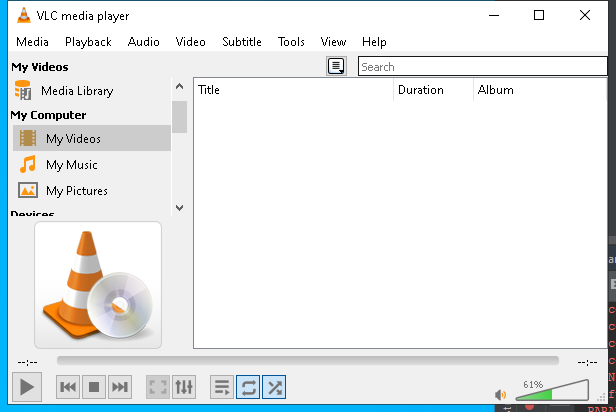 VLC media player
Media Playback Audio Video Subtitle Tools View Help
My Videos
Search
Media Library
My Computer
My Videos
My Music
My Pictures
Devices
Title Duration Album
--:-- --:--
61%